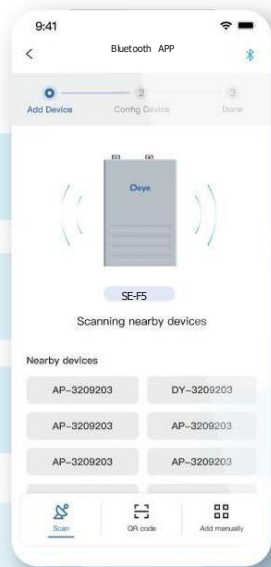 9:41
Bluetooth APP
2 3
Add Device Config Device Done
Deye
SE-F5
Scanning nearby devices
Nearby devices
AP-3209203 DY-3209203
AP-3209203 AP-3209203
AP-3209203 AP-3209203
Scan QR code Add manually